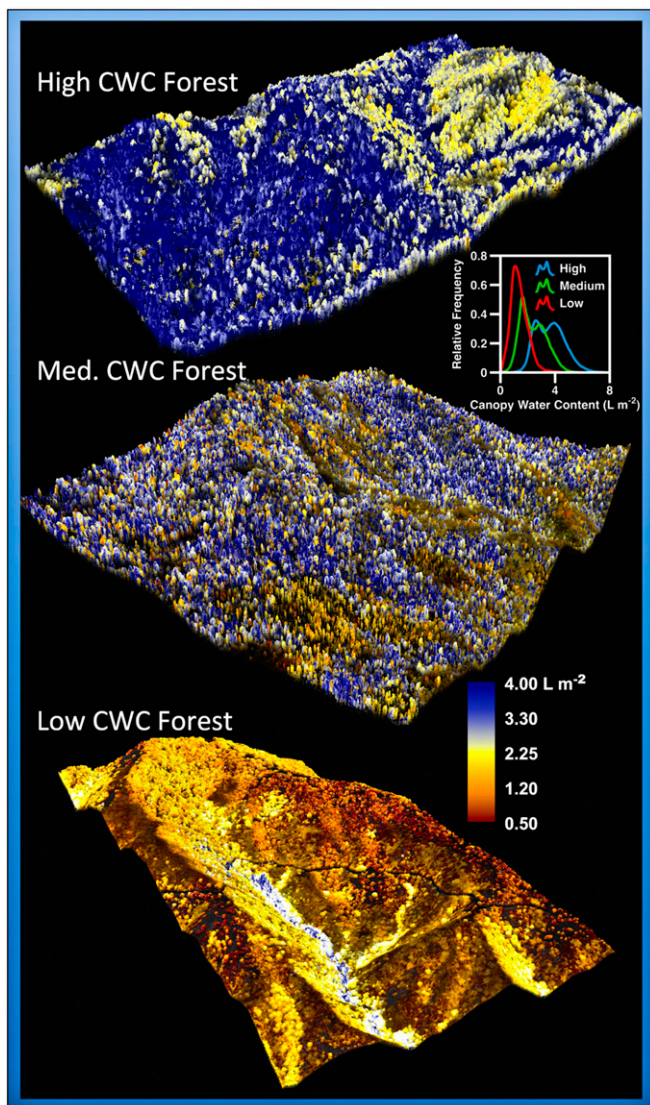 High CWC Forest
0.8
0.6
0.4
0.2
0
Relative Frequency
High
Medium
Low
0 4 8
Canopy Water Content (L m-2)
Med. CWC Forest
4.00 L m-2
3.30
2.25
1.20
0.50
Low CWC Forest